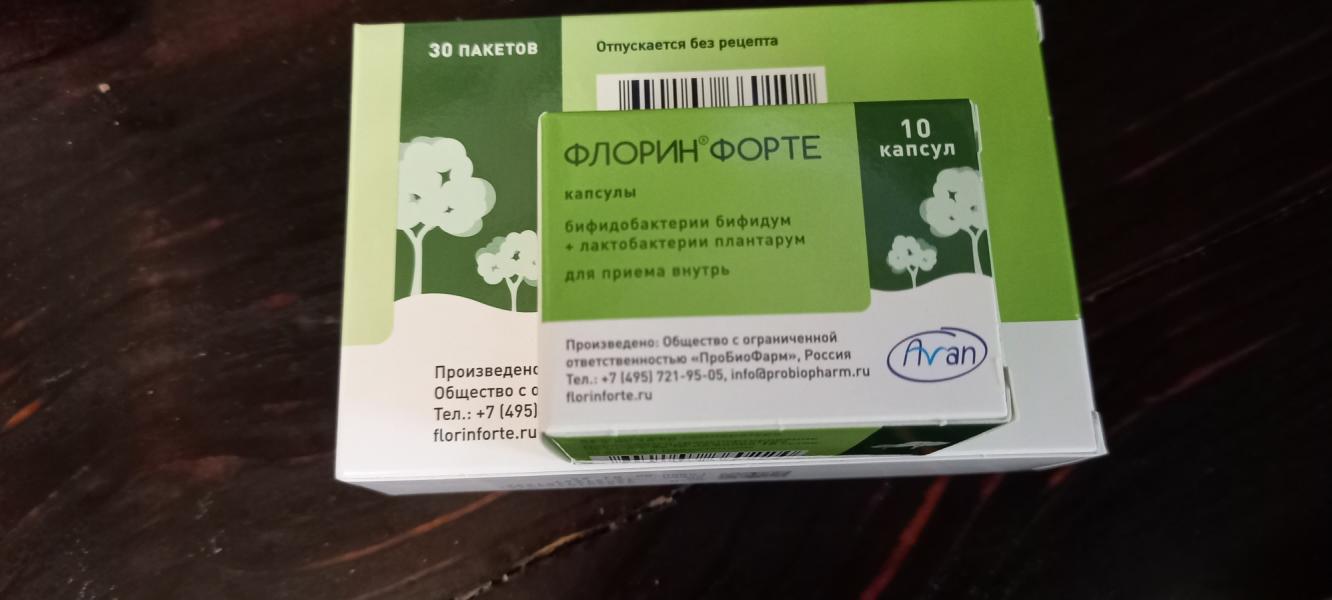 30 ПАКЕТОВ
Отпускается без рецепта
ФЛОРИН® ФОРТЕ
10
капсул
капсулы
бифидобактерии бифидум
+ лактобактерии плантарум
для приема внутрь
Произведено: Общество с ограниченной
ответственностью «ПроБиоФарм», Россия
Тел.: +7 (495) 721-95-05, info@probiopharm.ru
florinforte.ru
Avan
Произведено
Общество с о
Тел.: +7 (495)
florinforte.ru